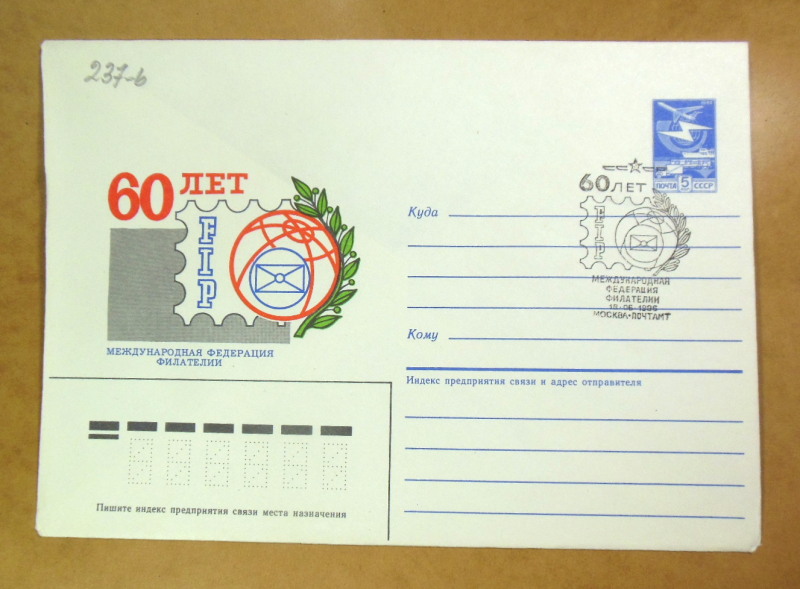 237-b
60 ЛЕТ
FIP
МЕЖДУНАРОДНАЯ ФЕДЕРАЦИЯ
ФИЛАТЕЛИИ
ПОЧТА 5 СССР
60 ЛЕТ
FIP
МЕЖДУНАРОДНАЯ
ФЕДЕРАЦИЯ
ФИЛАТЕЛИИ
МОСКВА-ПОЧТАМТ
Куда
Кому
Индекс предприятия связи и адрес отправителя
Пишите индекс предприятия связи места назначения